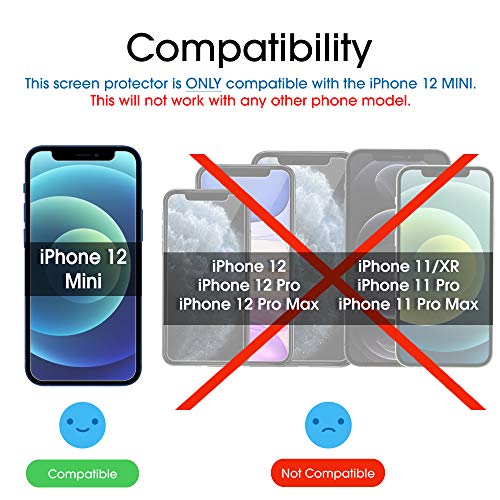 Compatibility
This screen protector is ONLY compatible with the iPhone 12 MINI.
This will not work with any other phone model.
iPhone 12
Mini
iPhone 12
iPhone 12 Pro
iPhone 12 Pro Max
iPhone 11/XR
iPhone 11 Pro
iPhone 11 Pro Max
Compatible
Not Compatible